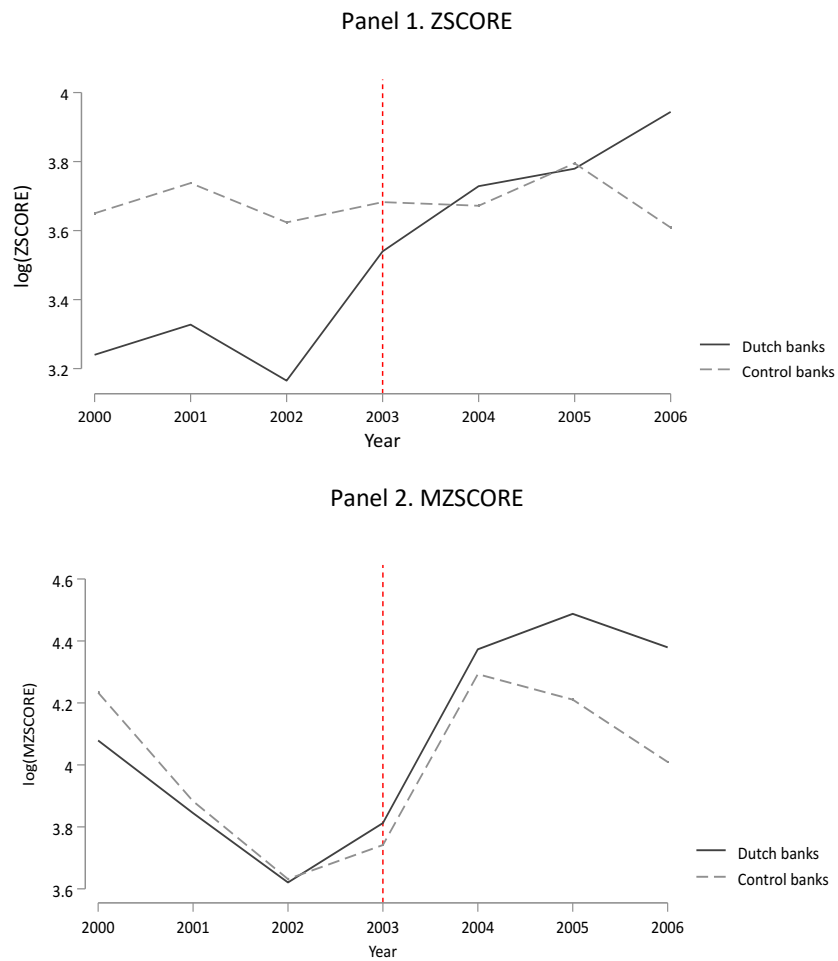 Panel 1. ZSCORE
log(ZSCORE)
4
3.8
3.6
3.4
3.2
2000 2001 2002 2003 2004 2005 2006
Year
Dutch banks
Control banks
Panel 2. MZSCORE
log(MZSCORE)
4.6
4.4
4.2
4
3.8
3.6
2000 2001 2002 2003 2004 2005 2006
Year
Dutch banks
Control banks